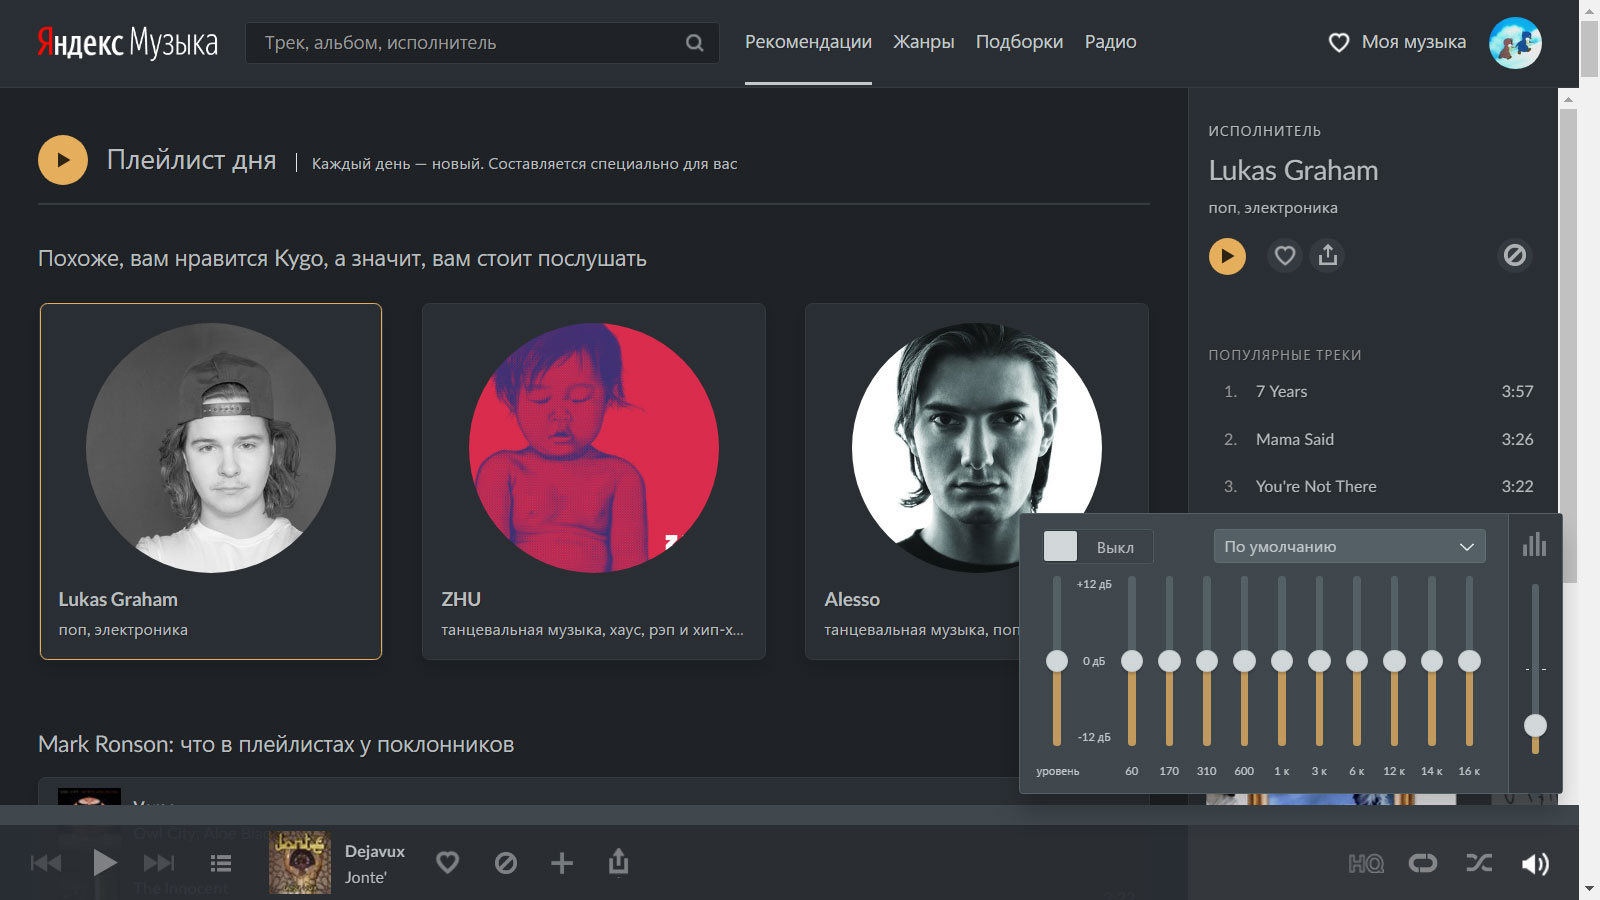 Яндекс Музыка
Трек, альбом, исполнитель
Рекомендации
Жанры
Подборки
Радио
Моя музыка
Плейлист дня
Каждый день — новый. Составляется специально для вас
Похоже, вам нравится Kygo, а значит, вам стоит послушать
Lukas Graham
поп, электроника
ZHU
танцевальная музыка, хаус, рэп и хип-х...
Alesso
танцевальная музыка, поп
Mark Ronson: что в плейлистах у поклонников
Owl City, Aloe Blac
The Innocent
ИСПОЛНИТЕЛЬ
Lukas Graham
поп, электроника
ПОПУЛЯРНЫЕ ТРЕКИ
1. 7 Years 3:57
2. Mama Said 3:26
3. You're Not There 3:22
Выкл
По умолчанию
+12 дБ
0 дБ
-12 дБ
уровень 60 170 310 600 1 к 3 к 6 к 12 к 14 к 16 к
Jonte
Dejavux
Jonte'
HQ